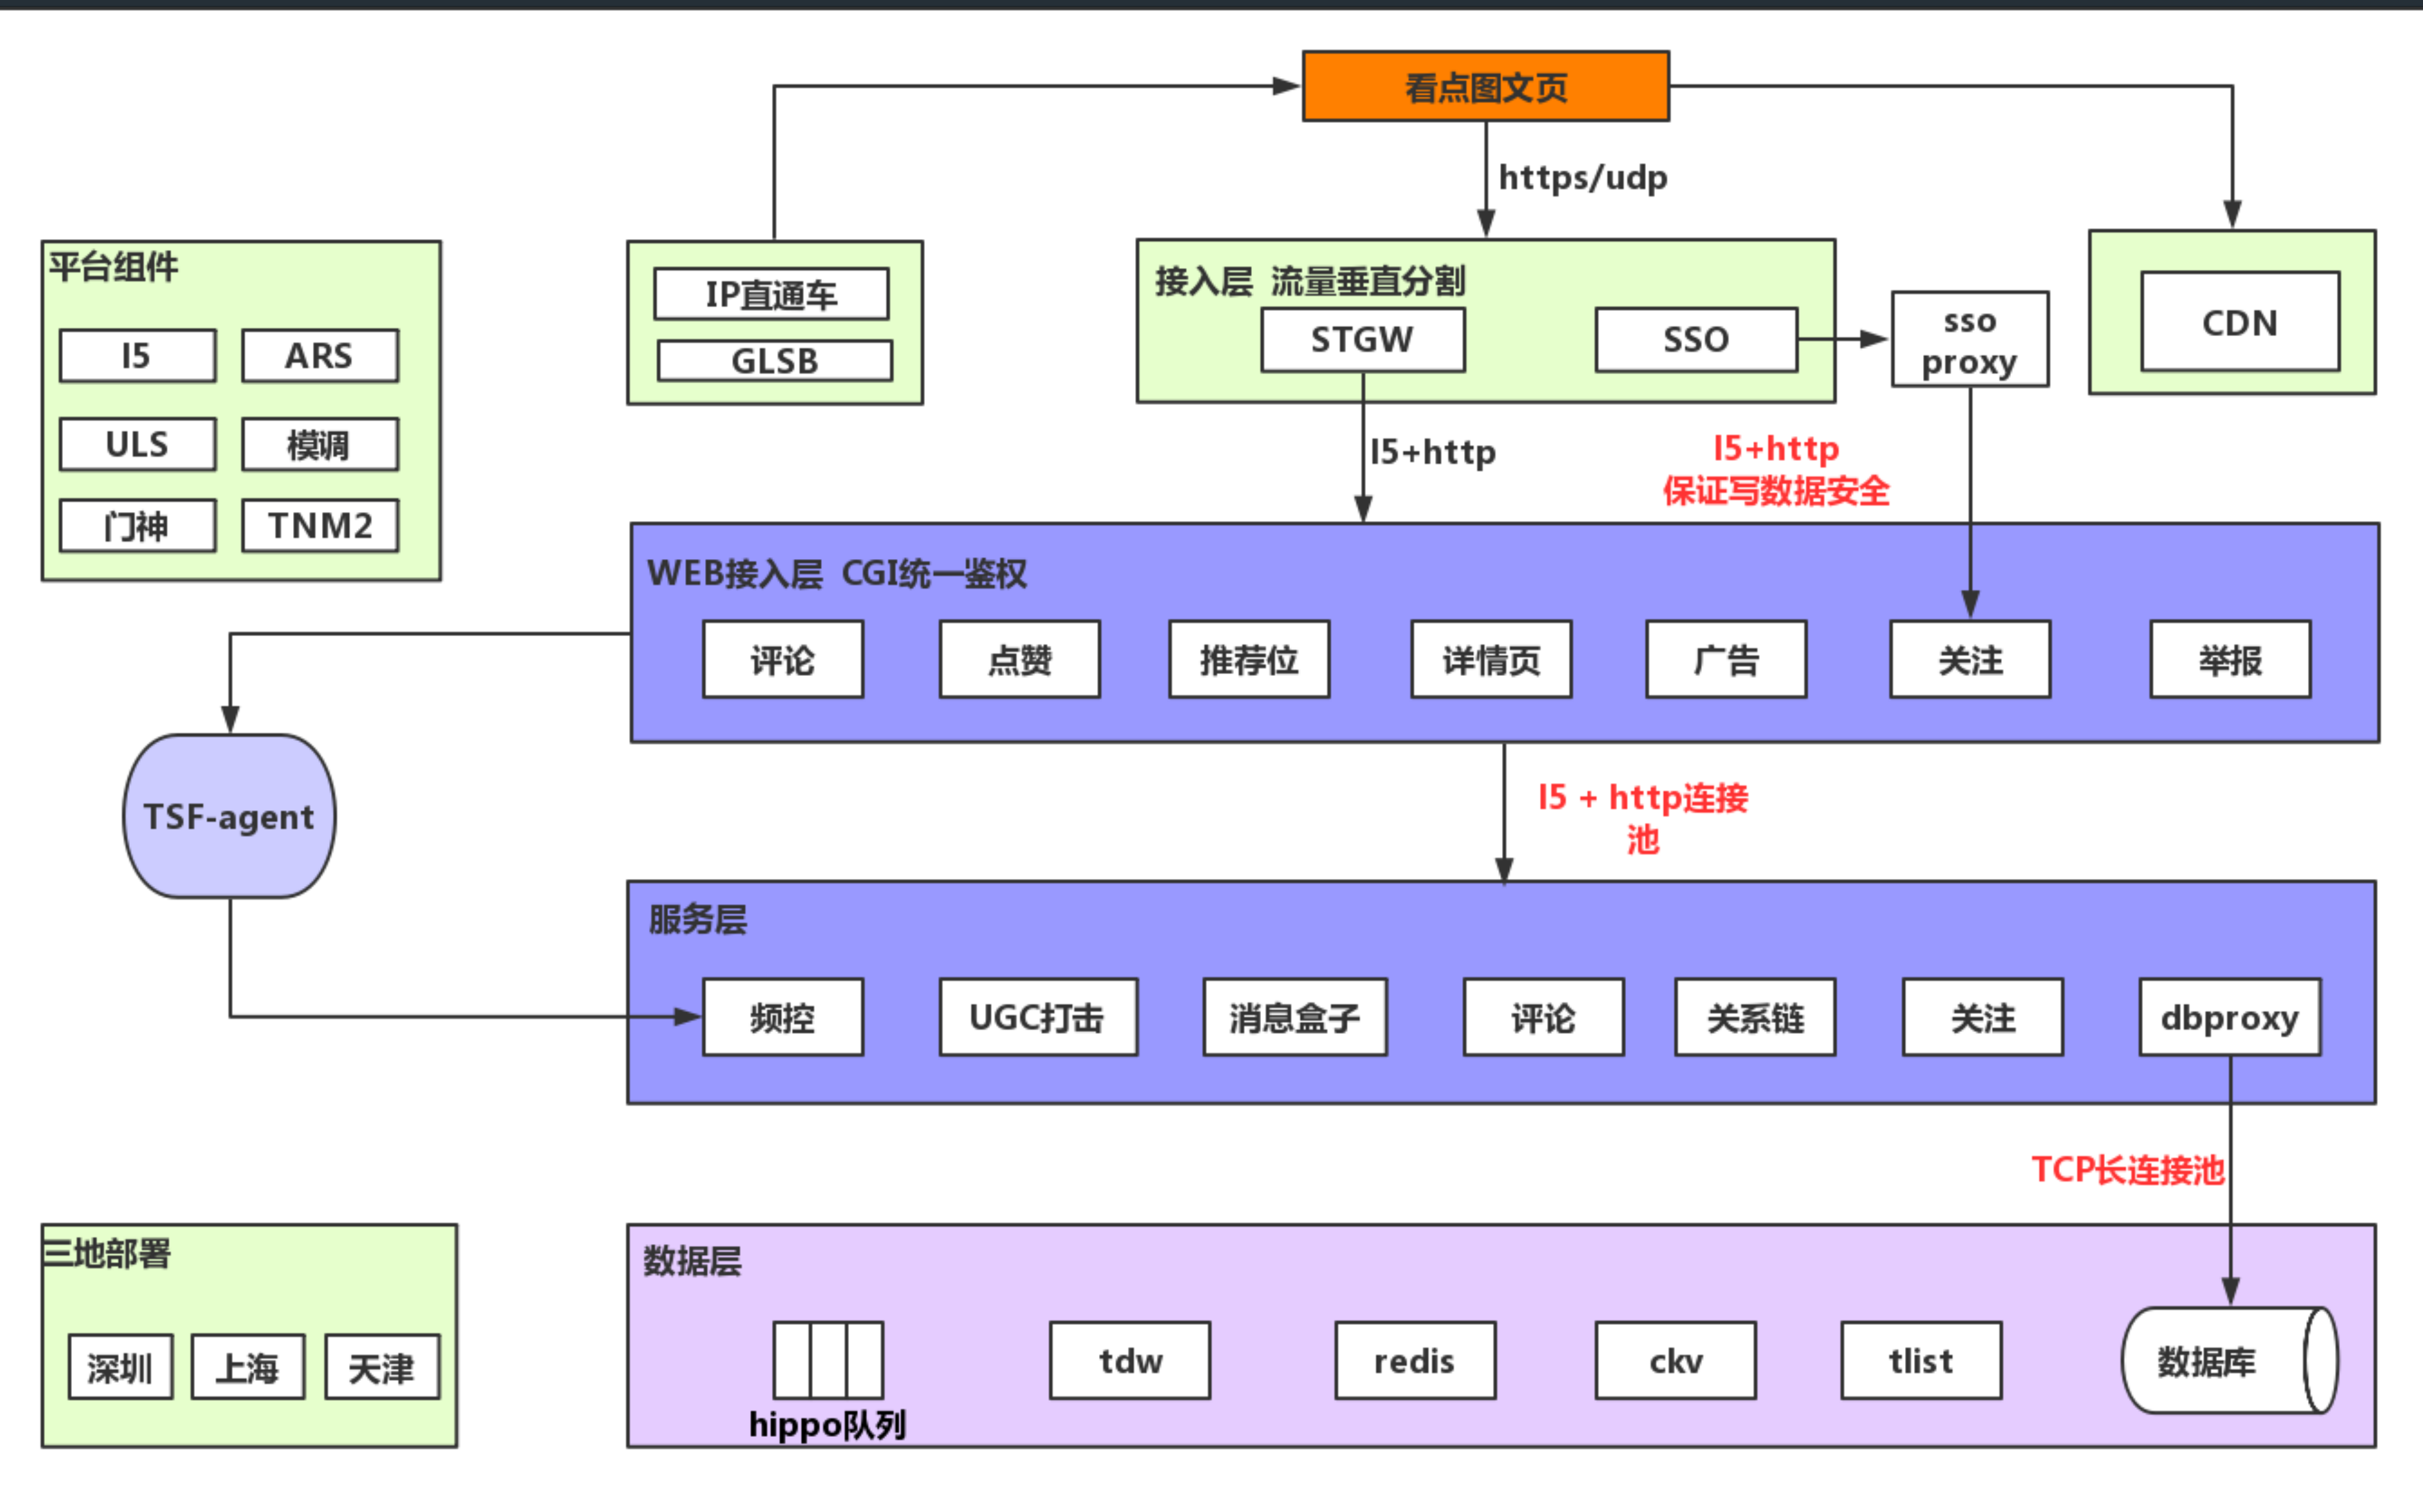 看点图文页
https/udp
平台组件
l5
ARS
ULS
模调
门神
TNM2
IP直通车
GLSB
接入层 流量垂直分割
STGW
SSO
sso
proxy
CDN
l5+http
l5+http
保证写数据安全
WEB接入层 CGI统一鉴权
评论
点赞
推荐位
详情页
广告
关注
举报
TSF-agent
l5 + http连接
池
服务层
频控
UGC打击
消息盒子
评论
关系链
关注
dbproxy
TCP长连接池
三地部署
深圳
上海
天津
数据层
hippo队列
tdw
redis
ckv
tlist
数据库